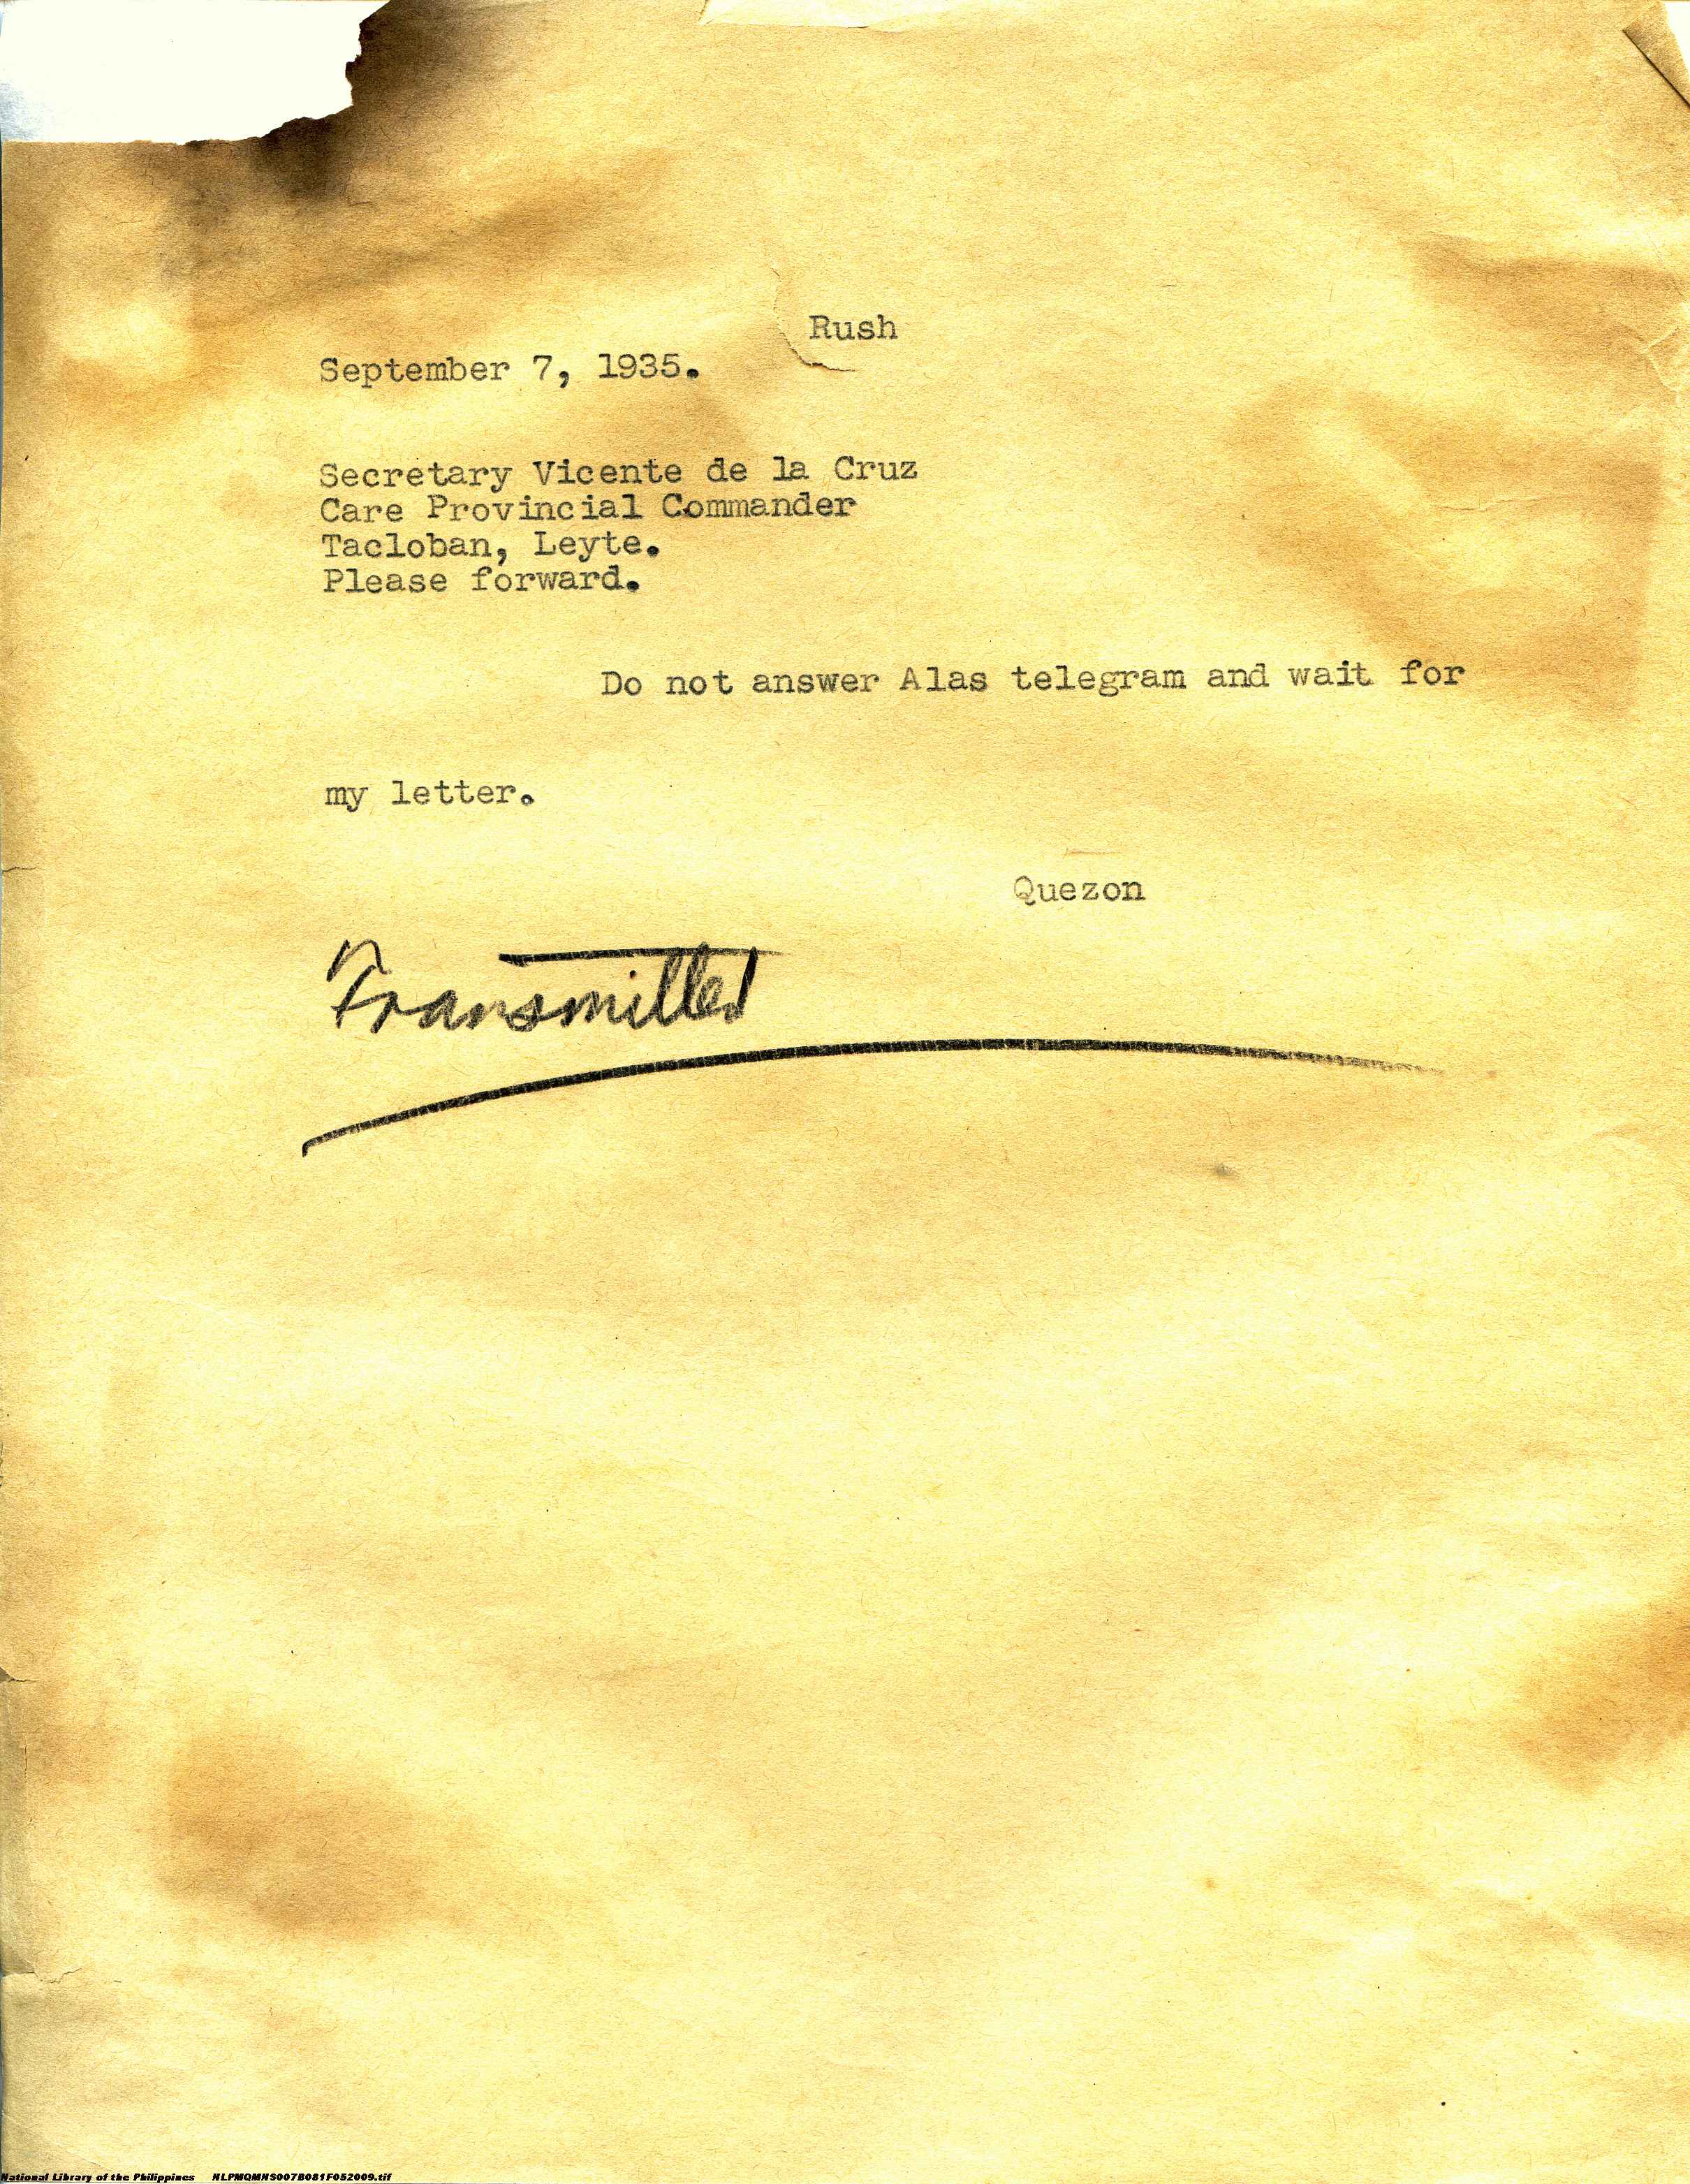 Rush
September 7, 1935.
Secretary Vicente de la Cruz
Care Provincial Commander
Tacloban, Leyte.
Please forward.
Do not answer Alas telegram and wait for
my letter.
Quezon
Transmitted
National Library of the Philippines NLPMQMNS007B081F052009.tif